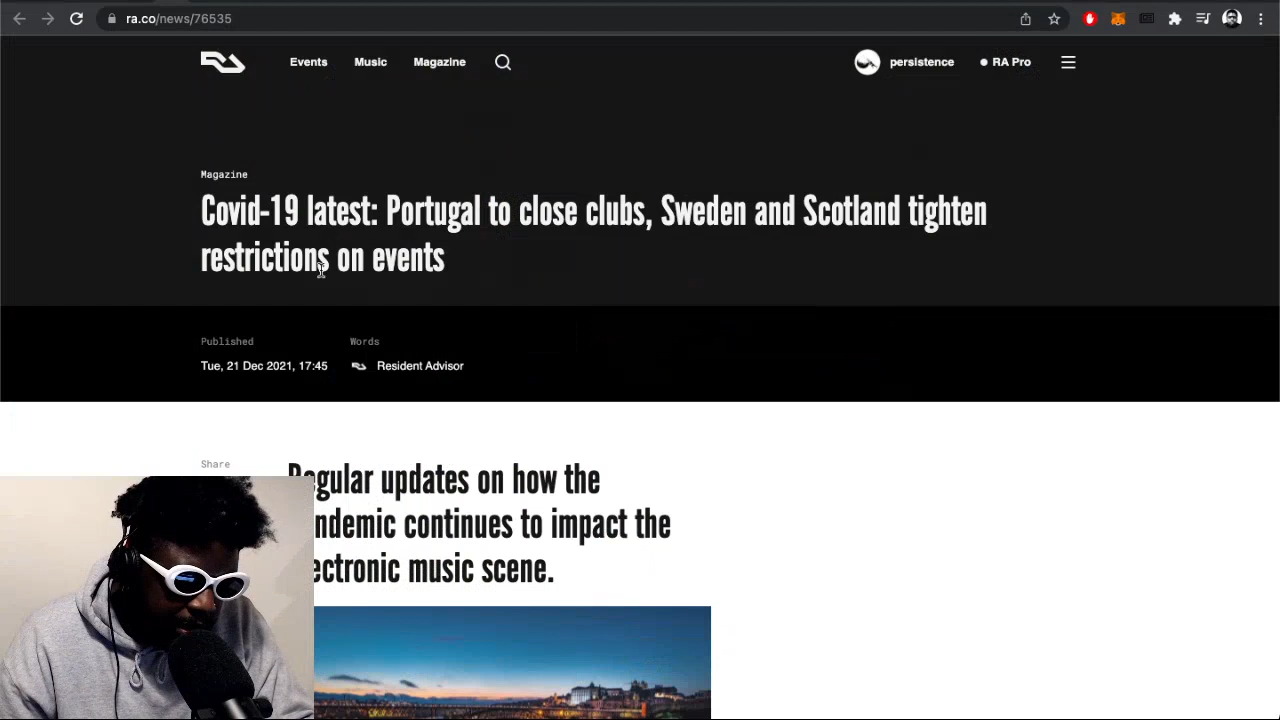 ra.co/news/76535
Events Music Magazine
persistence RA Pro
Magazine
Covid-19 latest: Portugal to close clubs, Sweden and Scotland tighten
restrictions on events
Published Words
Tue, 21 Dec 2021, 17:45 Resident Advisor
Share
Regular updates on how the
pandemic continues to impact the
electronic music scene.